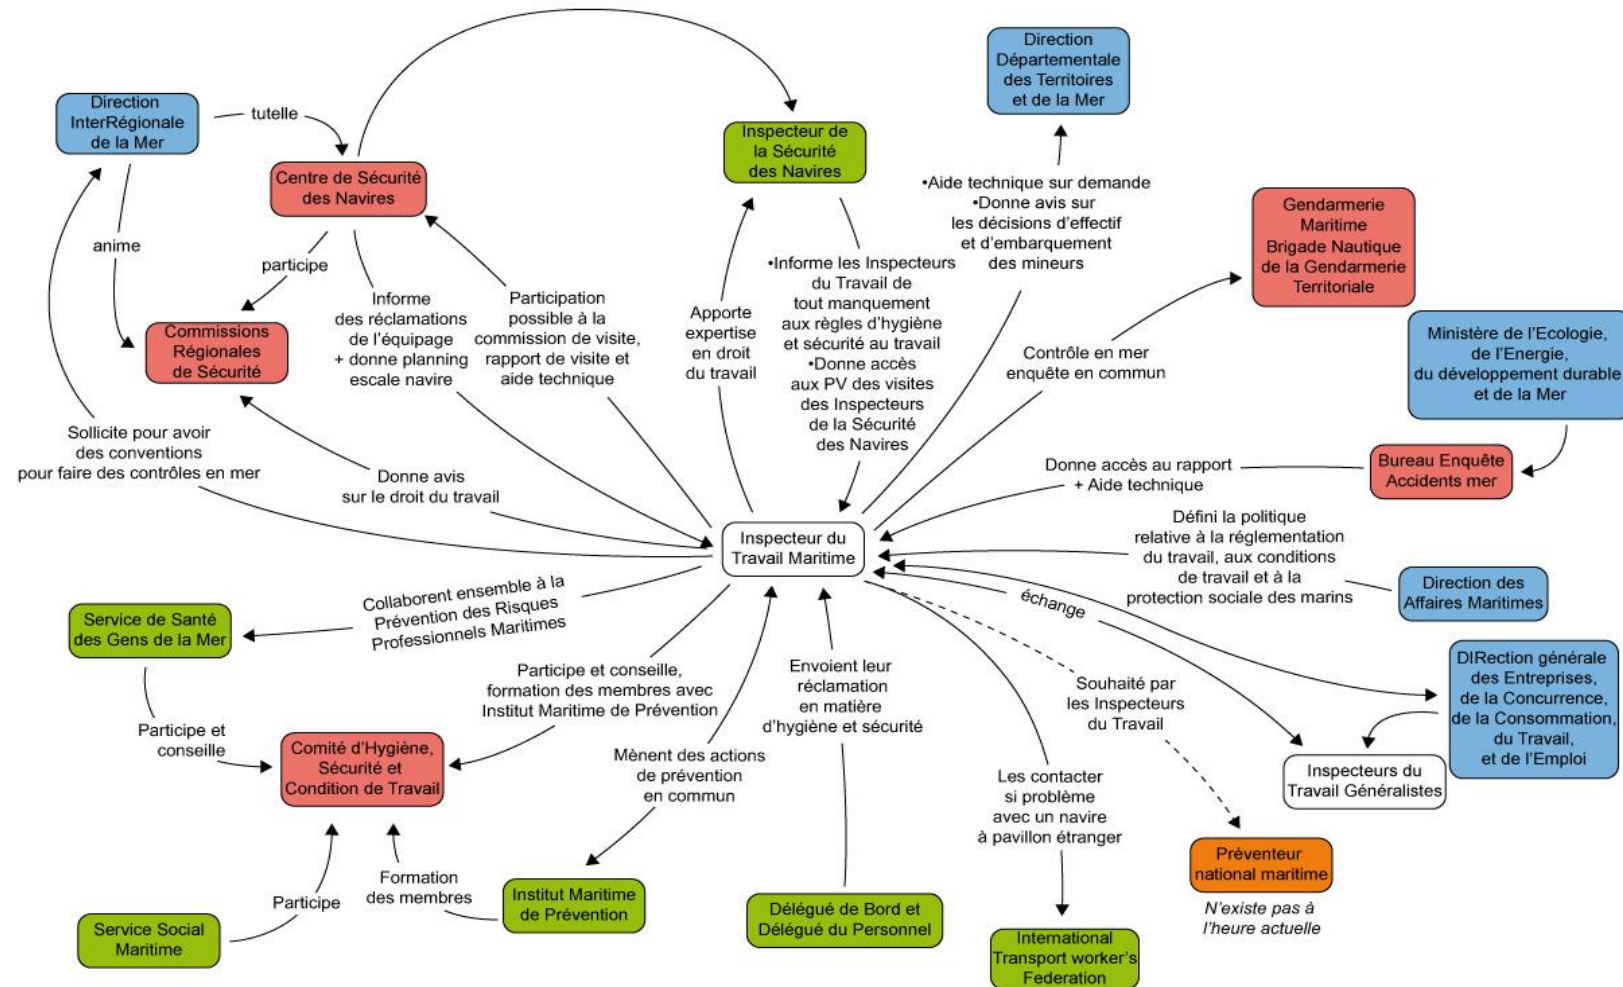 Direction
InterRégionale
de la Mer
tutelle
Centre de Sécurité
des Navires
Inspecteur de
la Sécurité
des Navires
Direction
Départementale
des Territoires
et de la Mer
•Aide technique sur demande
•Donne avis sur
les décisions d'effectif
et d'embarquement
des mineurs
Gendarmerie
Maritime
Brigade Nautique
de la Gendarmerie
Territoriale
anime
participe
Commissions
Régionales
de Sécurité
Informe
des réclamations
de l'équipage
+ donne planning
escale navire
Participation
possible à la
commission de visite,
rapport de visite et
aide technique
Apporte
expertise
en droit
du travail
•Informe les Inspecteurs
du Travail de
tout manquement
aux règles d'hygiène
et sécurité au travail
•Donne accès
aux PV des visites
des Inspecteurs
de la Sécurité
des Navires
Contrôle en mer
enquête en commun
Ministère de l'Ecologie,
de l'Energie,
du développement durable
et de la Mer
Sollicite pour avoir
des conventions
pour faire des contrôles en mer
Donne avis
sur le droit du travail
Donne accès au rapport
+ Aide technique
Bureau Enquête
Accidents mer
Inspecteur du
Travail Maritime
Défini la politique
relative à la réglementation
du travail, aux conditions
de travail et à la
protection sociale des marins
Direction des
Affaires Maritimes
Service de Santé
des Gens de la Mer
Collaborent ensemble à la
Prévention des Risques
Professionnels Maritimes
échange
DIRection générale
des Entreprises,
de la Concurrence,
de la Consommation,
du Travail,
et de l'Emploi
Participe et
conseille
Participe et conseille,
formation des membres avec
Institut Maritime de Prévention
Envoient leur
réclamation
en matière
d'hygiène et sécurité
Souhaité par
les Inspecteurs
du Travail
Comité d'Hygiène,
Sécurité et
Condition de Travail
Mènent des actions
de prévention
en commun
Les contacter
si problème
avec un navire
à pavillon étranger
Inspecteurs du
Travail Généralistes
Préventeur
national maritime
N'existe pas à
l'heure actuelle
Participe
Formation
des membres
Service Social
Maritime
Institut Maritime
de Prévention
Délégué de Bord et
Délégué du Personnel
International
Transport worker's
Federation